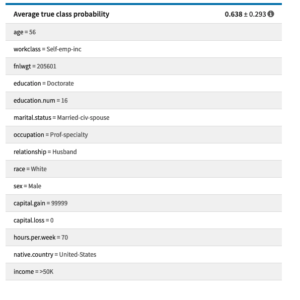 Average true class probability 0.638 ± 0.293
age = 56
workclass = Self-emp-inc
fnlwgt = 205601
education = Doctorate
education.num = 16
marital.status = Married-civ-spouse
occupation = Prof-specialty
relationship = Husband
race = White
sex = Male
capital.gain = 99999
capital.loss = 0
hours.per.week = 70
native.country = United-States
income = >50K